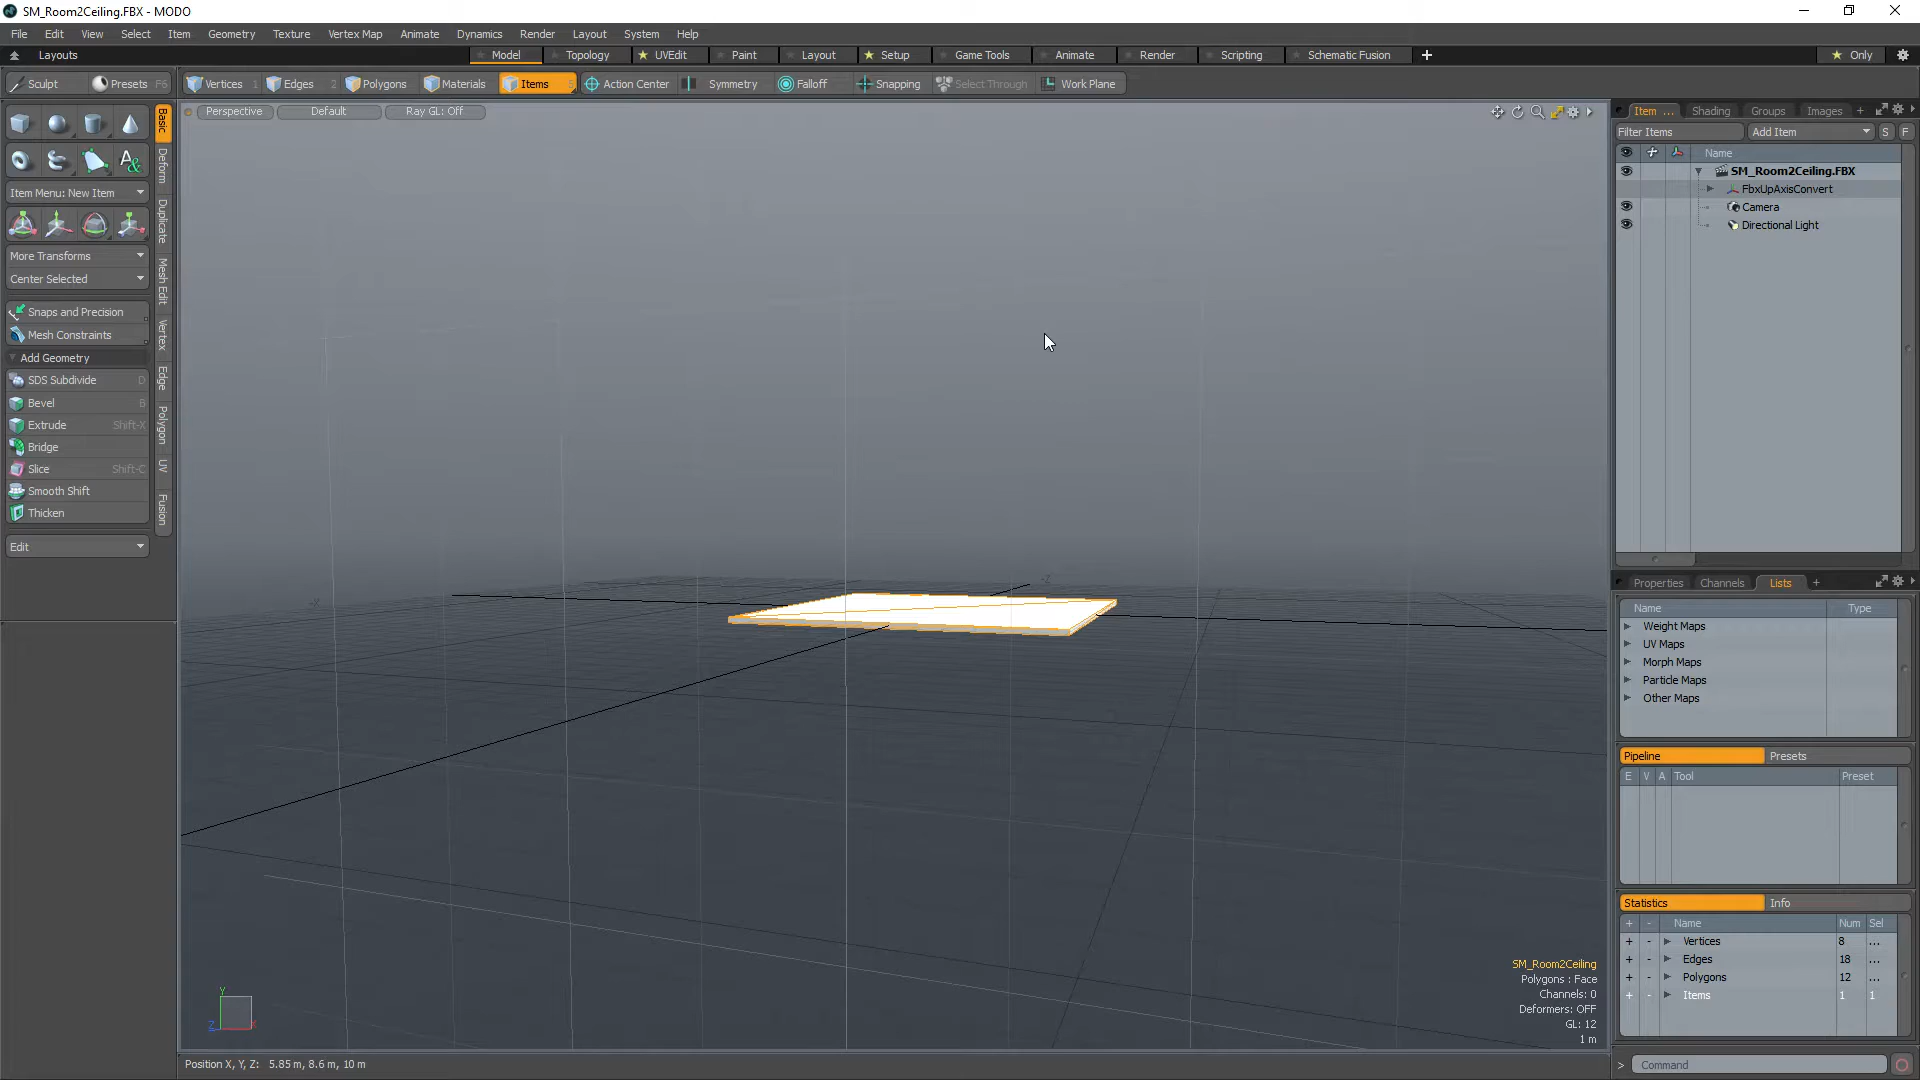 SM_Room2Ceiling.FBX - MODO
File Edit View Select Item Geometry Texture Vertex Map Animate Dynamics Render Layout System Help
Layouts Model Topology UVEdit Paint Layout Setup Game Tools Animate Render Scripting Schematic Fusion Only
Sculpt Presets F6 Vertices 1 Edges 2 Polygons Materials Items 5 Action Center Symmetry Falloff Snapping Select Through Work Plane
Perspective Default Ray GL: Off
Basic
Deform
Duplicate
Mesh Edit
Vertex
Edge
Polygon
UV
Fusion
Item Menu: New Item
More Transforms
Center Selected
Snaps and Precision
Mesh Constraints
Add Geometry
SDS Subdivide D
Bevel B
Extrude Shift-X
Bridge
Slice Shift-C
Smooth Shift
Thicken
Edit
Y
Z X
SM_Room2Ceiling
Polygons : Face
Channels: 0
Deformers: OFF
GL: 12
1 m
Position X, Y, Z: 5.85 m, 8.6 m, 10 m
Item ... Shading Groups Images
Filter Items Add Item S F
Name
SM_Room2Ceiling.FBX
FbxUpAxisConvert
Camera
Directional Light
Properties Channels Lists
Name Type
Weight Maps
UV Maps
Morph Maps
Particle Maps
Other Maps
Pipeline Presets
E V A Tool Preset
Statistics Info
+ - Name Num Sel
+ - Vertices 8 ...
+ - Edges 18 ...
+ - Polygons 12 ...
+ - Items 1 1
> Command